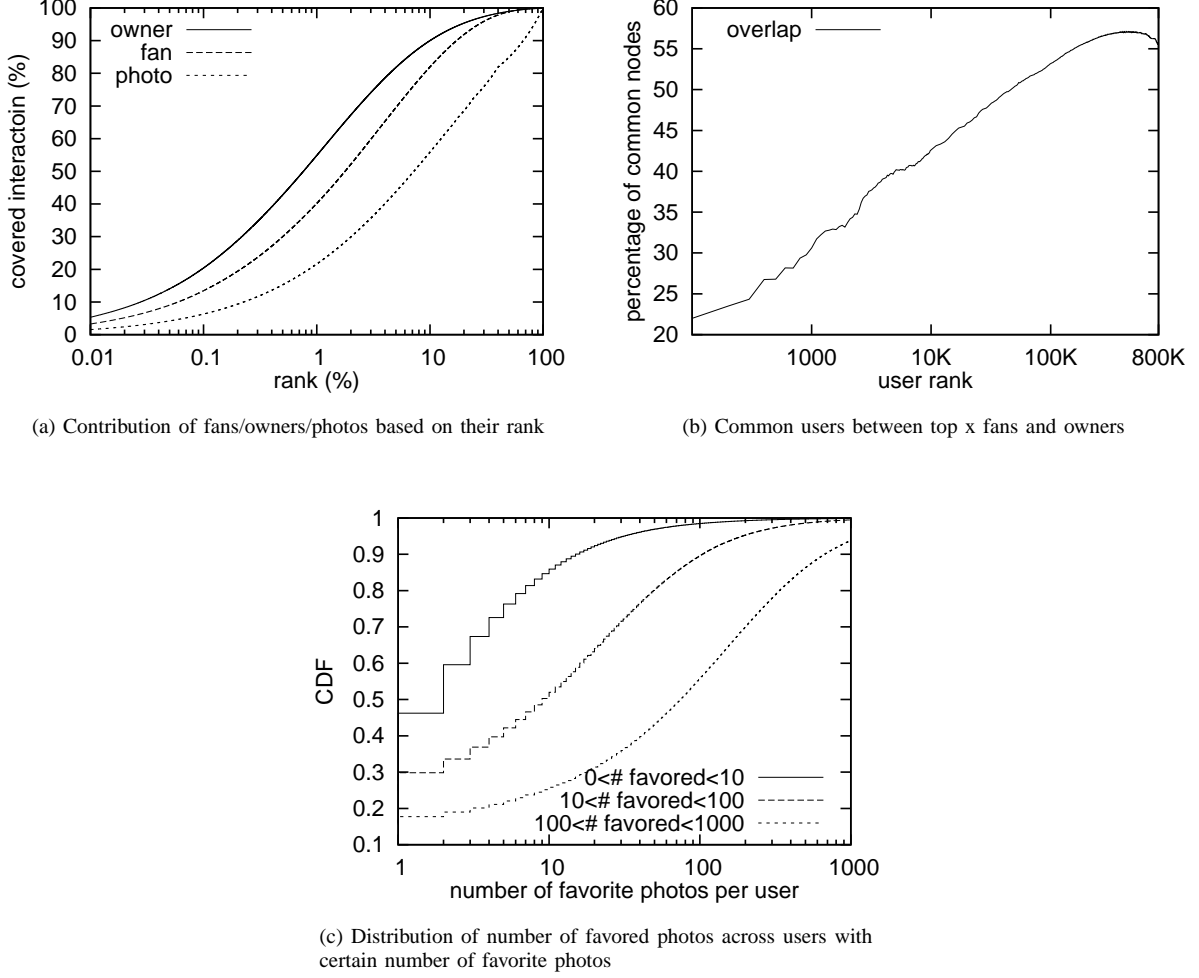 100
90
80
70
60
50
40
30
20
10
0
covered interactoin (%)
owner
fan
photo
0.01 0.1 1 10 100
rank (%)
(a) Contribution of fans/owners/photos based on their rank
60
55
50
45
40
35
30
25
20
percentage of common nodes
overlap
1000 10K 100K 800K
user rank
(b) Common users between top x fans and owners
1
0.9
0.8
0.7
0.6
0.5
0.4
0.3
0.2
0.1
CDF
0<# favored<10
10<# favored<100
100<# favored<1000
1 10 100 1000
number of favorite photos per user
(c) Distribution of number of favored photos across users with
certain number of favorite photos